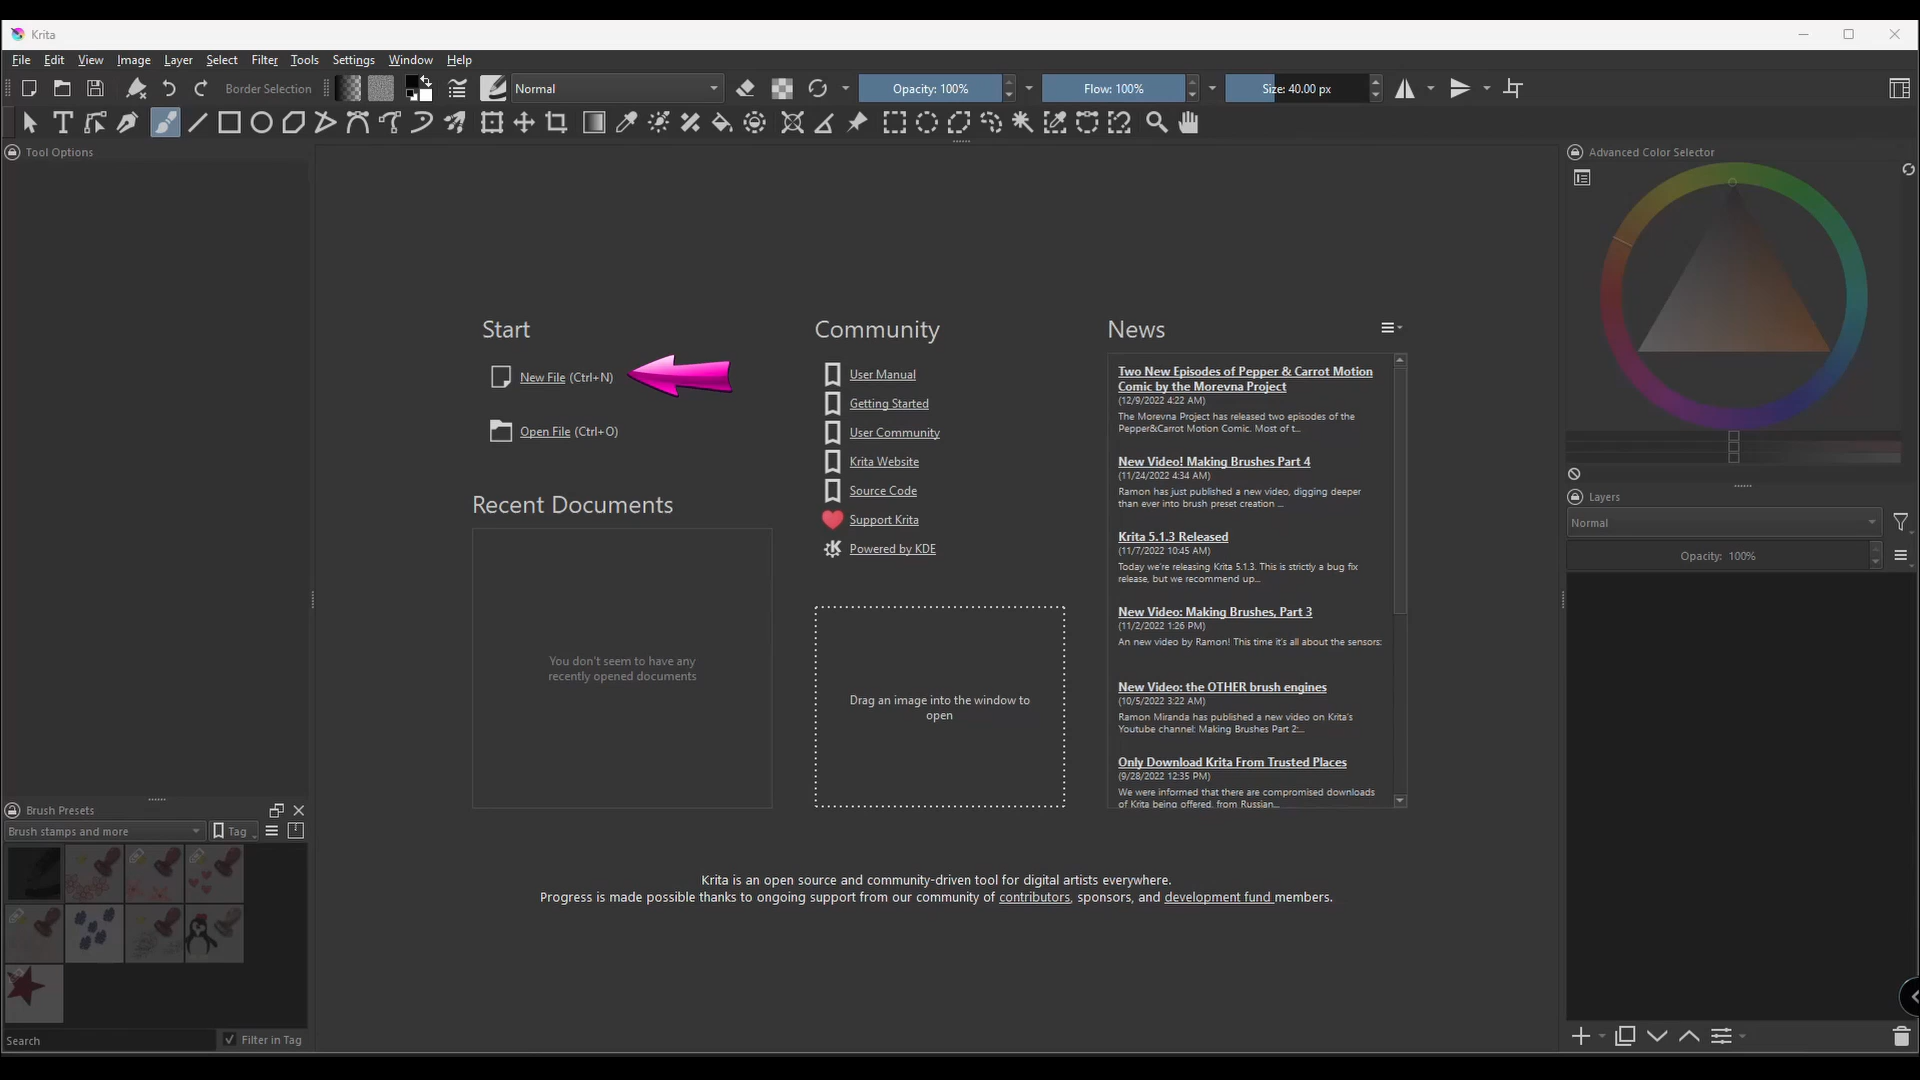 Krita
File Edit View Image Layer Select Filter Tools Settings Window Help
Border Selection Normal Opacity: 100% Flow: 100% Size: 40.00 px
Tool Options
Advanced Color Selector
Start
New File (Ctrl+N)
Open File (Ctrl+O)
Recent Documents
You don't seem to have any
recently opened documents
Community
User Manual
Getting Started
User Community
Krita Website
Source Code
Support Krita
Powered by KDE
Drag an image into the window to
open
News
Two New Episodes of Pepper & Carrot Motion
Comic by the Morevna Project
(12/9/2022 4:22 AM)
The Morevna Project has released two episodes of the
Pepper&Carrot Motion Comic. Most of t...
New Video! Making Brushes Part 4
(11/24/2022 4:34 AM)
Ramon has just published a new video, digging deeper
than ever into brush preset creation ...
Krita 5.1.3 Released
(11/7/2022 10:45 AM)
Today we're releasing Krita 5.1.3. This is strictly a bug fix
release, but we recommend up...
New Video: Making Brushes, Part 3
(11/2/2022 1:26 PM)
An new video by Ramon! This time it's all about the sensors:
New Video: the OTHER brush engines
(10/5/2022 3:22 AM)
Ramon Miranda has published a new video on Krita's
Youtube channel: Making Brushes Part 2:...
Only Download Krita From Trusted Places
(9/28/2022 12:35 PM)
We were informed that there are compromised downloads
of Krita being offered, from Russian...
Layers
Normal
Opacity: 100%
Brush Presets
Brush stamps and more Tag
Search Filter in Tag
Krita is an open source and community-driven tool for digital artists everywhere.
Progress is made possible thanks to ongoing support from our community of contributors, sponsors, and development fund members.